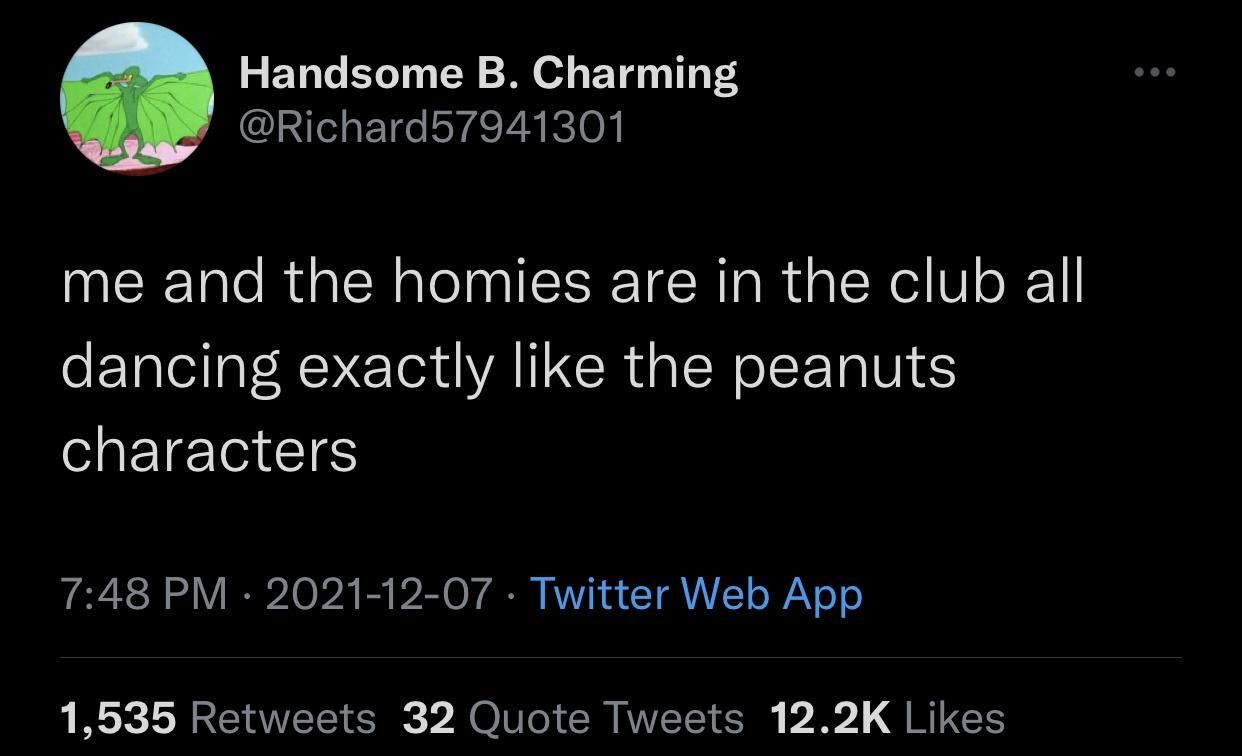 Handsome B. Charming
@Richard57941301
me and the homies are in the club all
dancing exactly like the peanuts
characters
7:48 PM · 2021-12-07 · Twitter Web App
1,535 Retweets 32 Quote Tweets 12.2K Likes